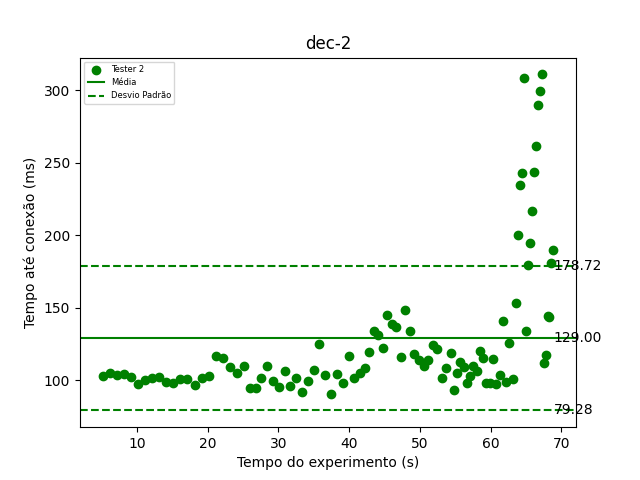 dec-2
Tester 2
Média
Desvio Padrão
Tempo até conexão (ms)
300
250
200
150
100
178.72
129.00
79.28
10 20 30 40 50 60 70
Tempo do experimento (s)